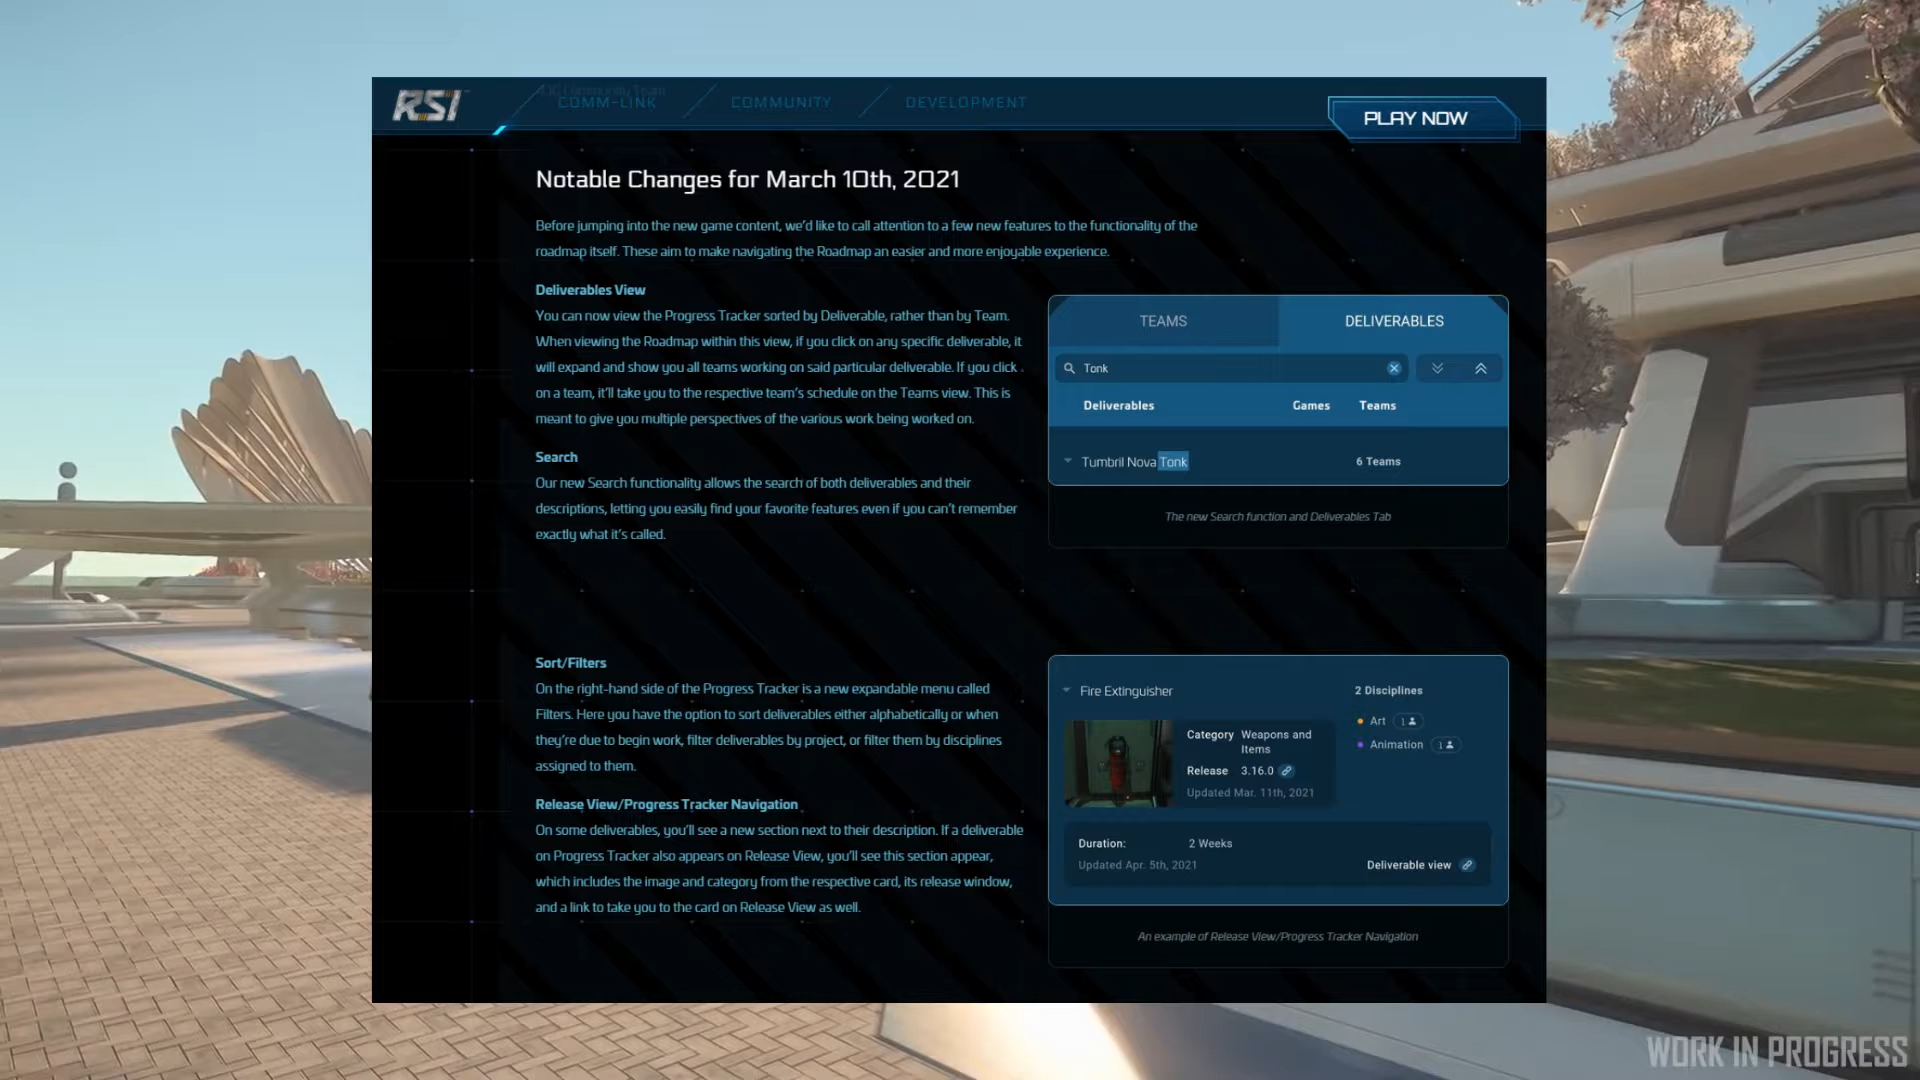 RSI
CIG Community Team
COMM-LINK
COMMUNITY
DEVELOPMENT
PLAY NOW
Notable Changes for March 10th, 2021
Before jumping into the new game content, we'd like to call attention to a few new features to the functionality of the
roadmap itself. These aim to make navigating the Roadmap an easier and more enjoyable experience.
Deliverables View
You can now view the Progress Tracker sorted by Deliverable, rather than by Team.
When viewing the Roadmap within this view, if you click on any specific deliverable, it
will expand and show you all teams working on said particular deliverable. If you click
on a team, it'll take you to the respective team's schedule on the Teams view. This is
meant to give you multiple perspectives of the various work being worked on.
Search
Our new Search functionality allows the search of both deliverables and their
descriptions, letting you easily find your favorite features even if you can't remember
exactly what it's called.
TEAMS
DELIVERABLES
Tonk
Deliverables Games Teams
Tumbril Nova Tonk 6 Teams
The new Search function and Deliverables Tab
Sort/Filters
On the right-hand side of the Progress Tracker is a new expandable menu called
Filters. Here you have the option to sort deliverables either alphabetically or when
they're due to begin work, filter deliverables by project, or filter them by disciplines
assigned to them.
Release View/Progress Tracker Navigation
On some deliverables, you'll see a new section next to their description. If a deliverable
on Progress Tracker also appears on Release View, you'll see this section appear,
which includes the image and category from the respective card, its release window,
and a link to take you to the card on Release View as well.
Fire Extinguisher
2 Disciplines
Art 1
Animation 1
Category Weapons and
Items
Release 3.16.0
Updated Mar. 11th, 2021
Duration: 2 Weeks
Updated Apr. 5th, 2021
Deliverable view
An example of Release View/Progress Tracker Navigation
WORK IN PROGRESS